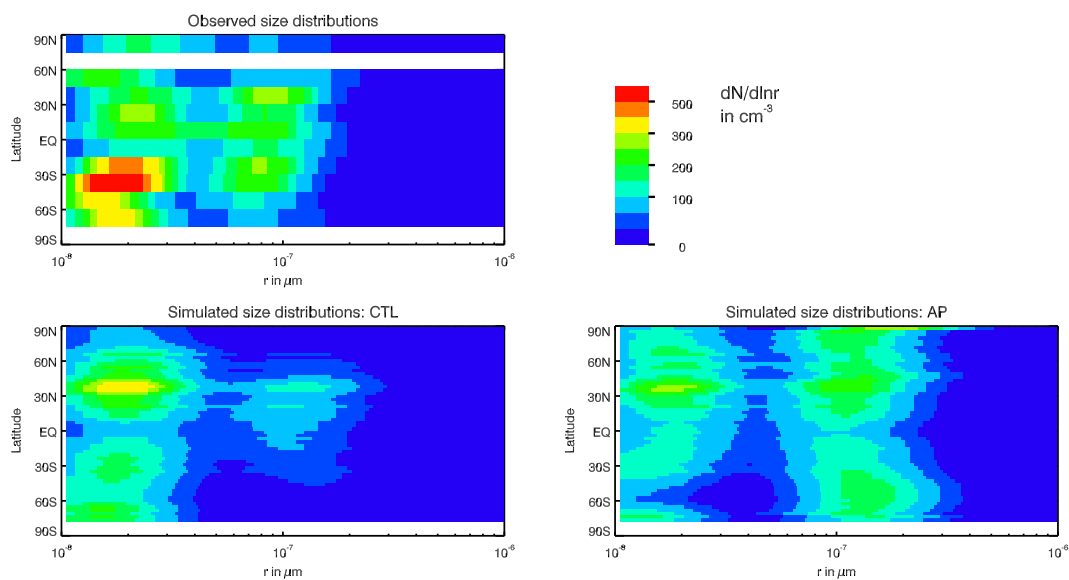 Observed size distributions
90N
60N
30N
EQ
30S
60S
90S
Latitude
10-8
10-7
10-6
r in µm
500
300
200
100
0
dN/dlnr
in cm-3
Simulated size distributions: CTL
90N
60N
30N
EQ
30S
60S
90S
Latitude
10-8
10-7
10-6
r in µm
Simulated size distributions: AP
90N
60N
30N
EQ
30S
60S
90S
Latitude
10-8
10-7
10-6
r in µm